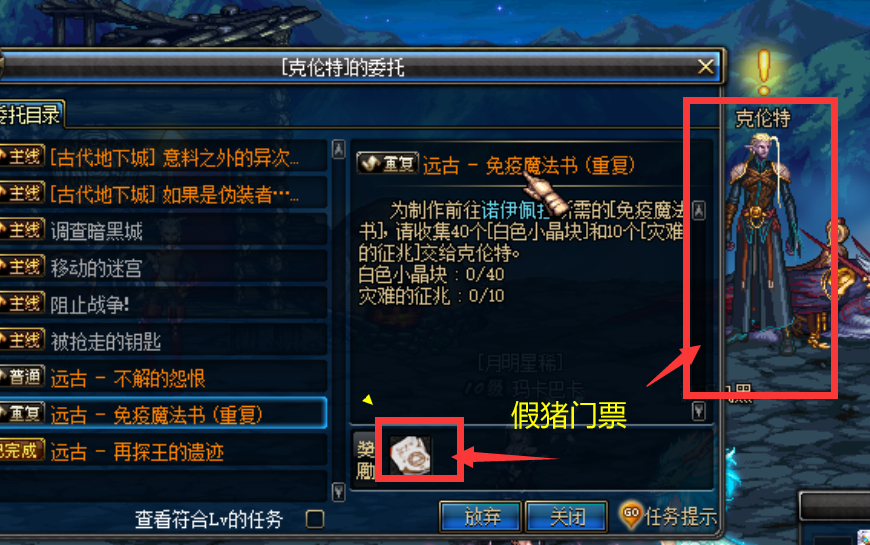 [克伦特]的委托
委托目录
克伦特
主线 [古代地下城] 意料之外的异次...
主线 [古代地下城] 如果是伪装者...
主线 调查暗黑城
主线 移动的迷宫
主线 阻止战争!
主线 被抢走的钥匙
普通 远古 - 不解的怨恨
重复 远古 - 免疫魔法书 (重复)
已完成 远古 - 再探王的遗迹
查看符合Lv的任务
重复 远古 - 免疫魔法书 (重复)
为制作前往诺伊佩拉所需的[免疫魔法
书], 请收集40个[白色小晶块]和10个[灾难
的征兆]交给克伦特。
白色小晶块 : 0/40
灾难的征兆 : 0/10
[月明星稀]
玛卡巴卡
假猪门票
奖励
放弃
关闭
GO 任务提示